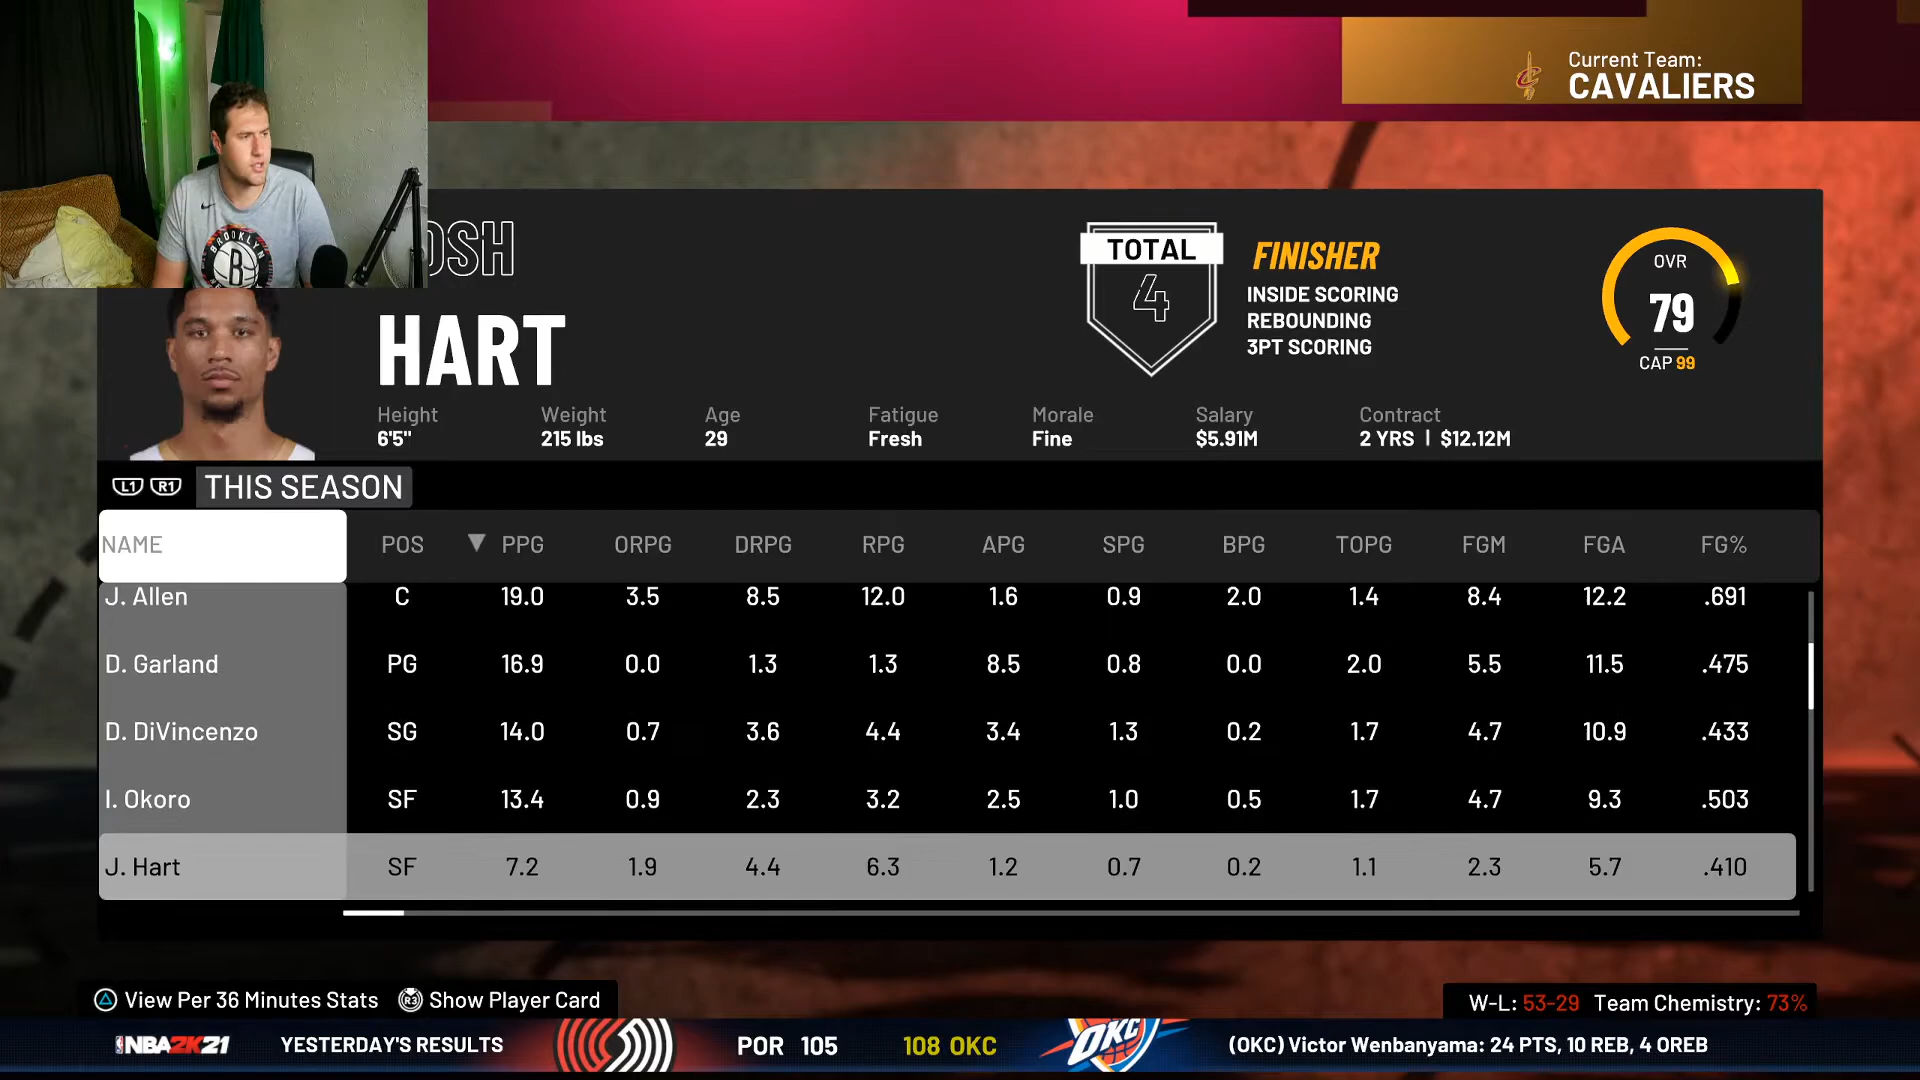 Current Team:
CAVALIERS
BROOKLYN
B
OSH
HART
TOTAL
4
FINISHER
INSIDE SCORING
REBOUNDING
3PT SCORING
OVR
79
CAP 99
Height Weight Age Fatigue Morale Salary Contract
6'5" 215 lbs 29 Fresh Fine $5.91M 2 YRS | $12.12M
L1 R1 THIS SEASON
NAME POS ▼ PPG ORPG DRPG RPG APG SPG BPG TOPG FGM FGA FG%
J. Allen C 19.0 3.5 8.5 12.0 1.6 0.9 2.0 1.4 8.4 12.2 .691
D. Garland PG 16.9 0.0 1.3 1.3 8.5 0.8 0.0 2.0 5.5 11.5 .475
D. DiVincenzo SG 14.0 0.7 3.6 4.4 3.4 1.3 0.2 1.7 4.7 10.9 .433
I. Okoro SF 13.4 0.9 2.3 3.2 2.5 1.0 0.5 1.7 4.7 9.3 .503
J. Hart SF 7.2 1.9 4.4 6.3 1.2 0.7 0.2 1.1 2.3 5.7 .410
View Per 36 Minutes Stats R3 Show Player Card
W-L: 53-29 Team Chemistry: 73%
NBA2K21 YESTERDAY'S RESULTS POR 105 108 OKC OKC (OKC) Victor Wenbanyama: 24 PTS, 10 REB, 4 OREB